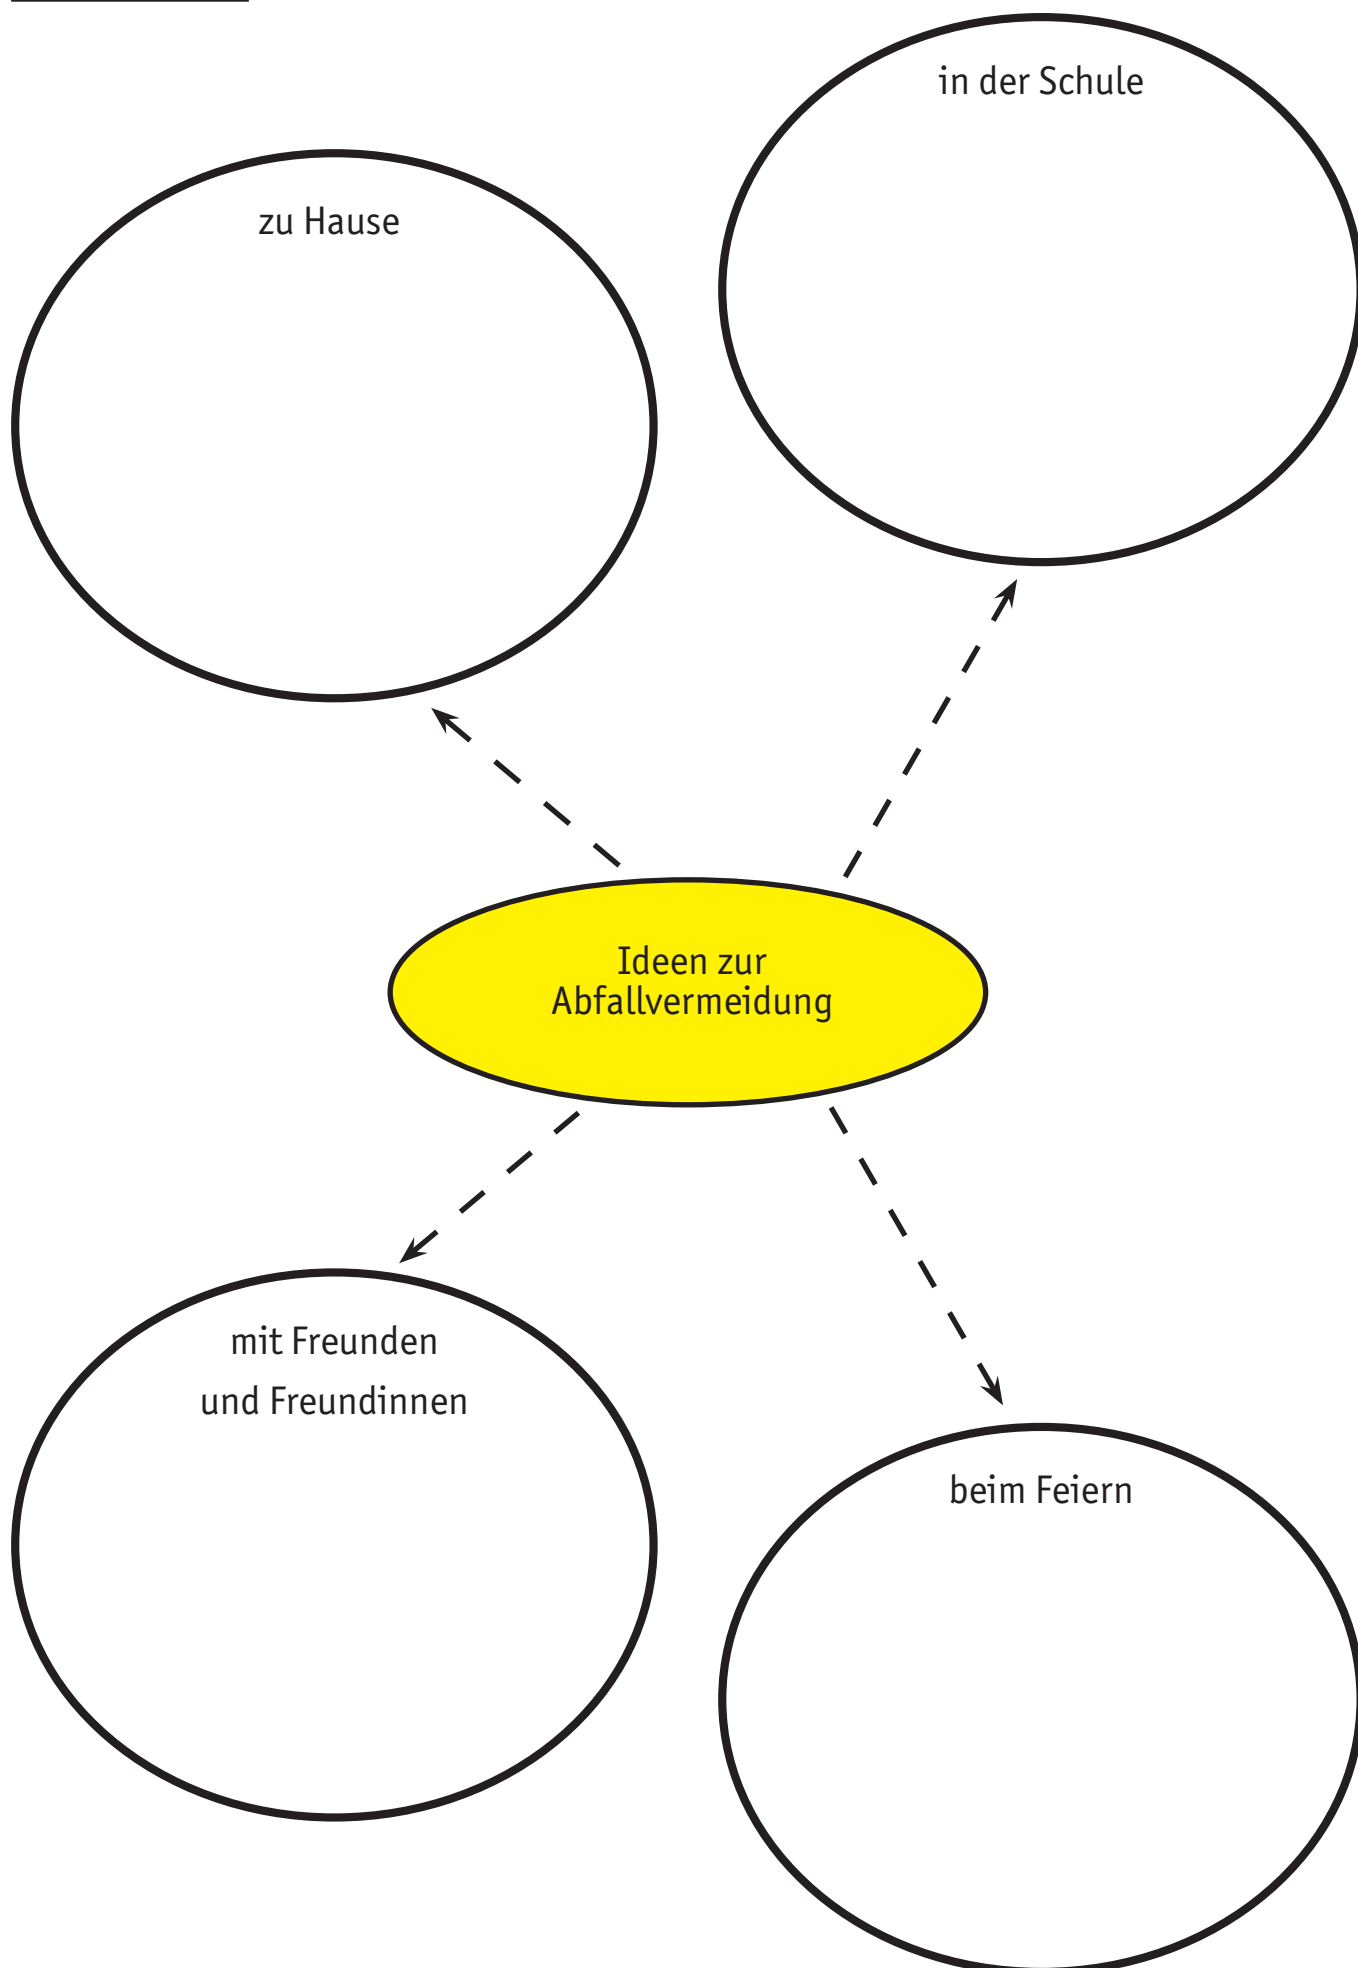 in der Schule
zu Hause
Ideen zur
Abfallvermeidung
mit Freunden
und Freundinnen
beim Feiern